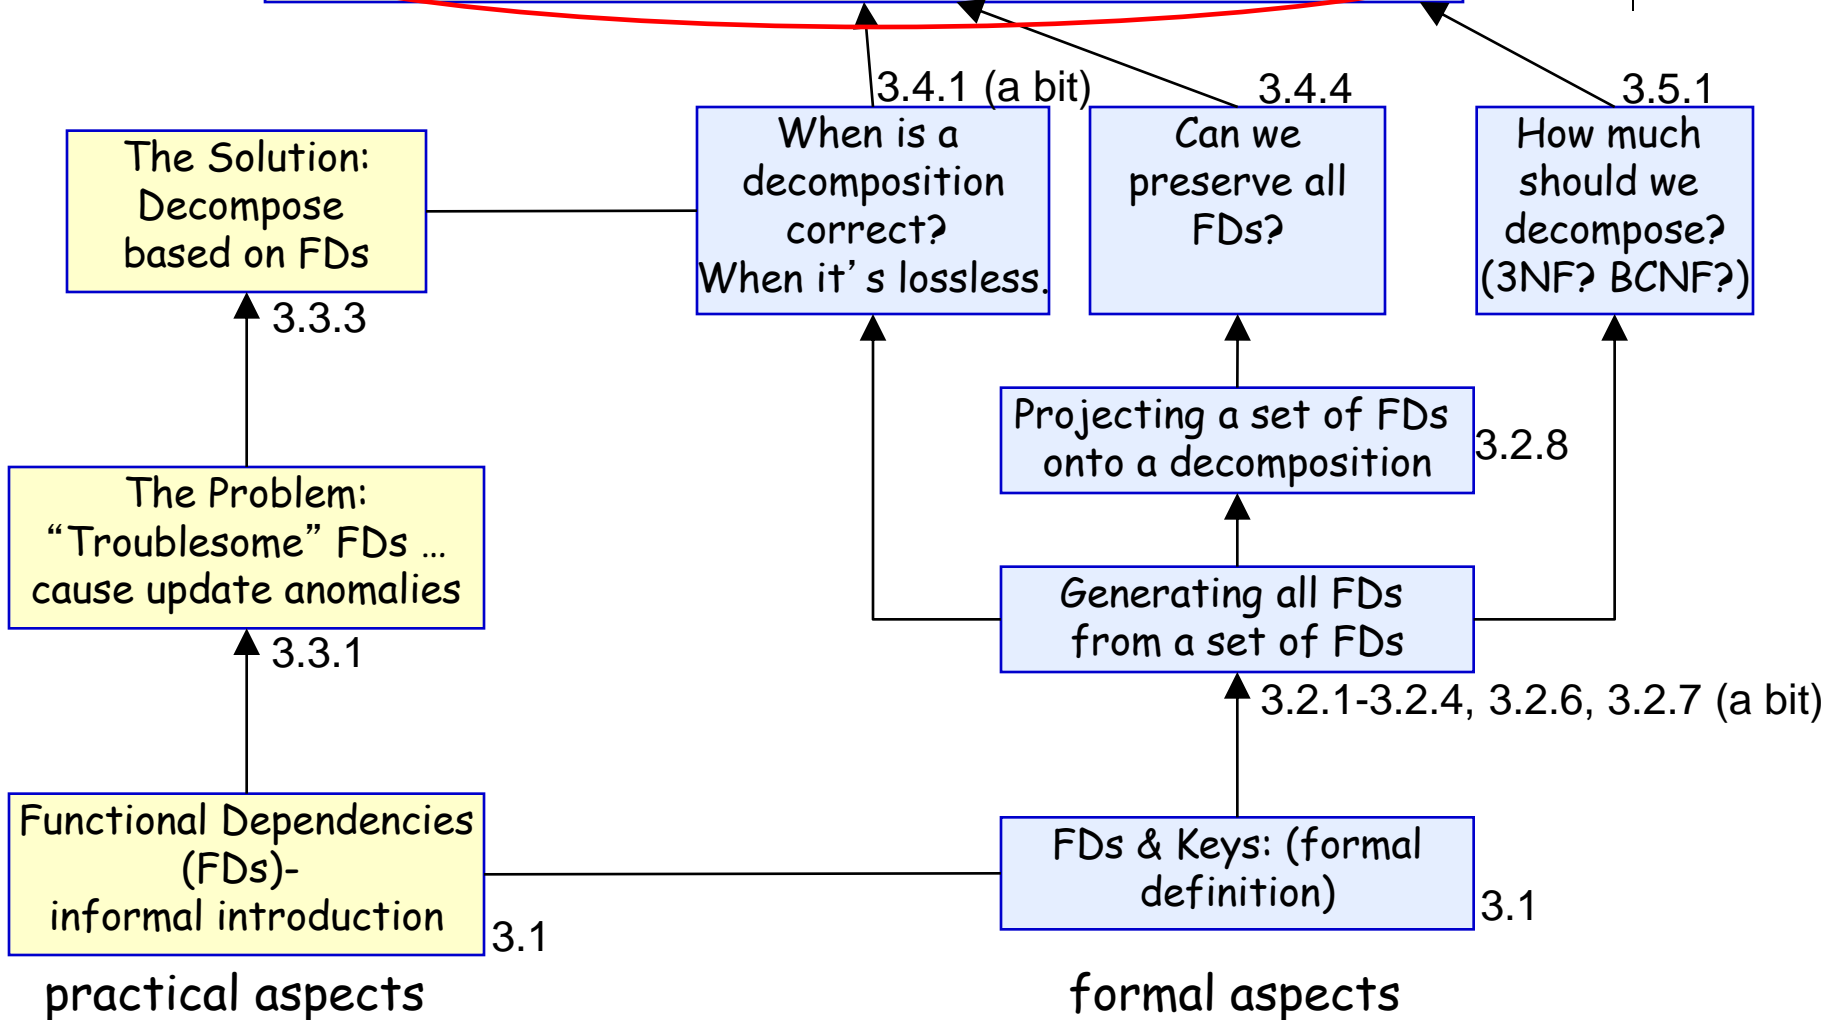 3.4.1 (a bit)
3.4.4
3.5.1
The Solution:
Decompose
based on FDs
When is a
decomposition
correct?
When it’s lossless.
Can we
preserve all
FDs?
How much
should we
decompose?
(3NF? BCNF?)
3.3.3
Projecting a set of FDs
onto a decomposition
3.2.8
The Problem:
“Troublesome” FDs …
cause update anomalies
Generating all FDs
from a set of FDs
3.3.1
3.2.1-3.2.4, 3.2.6, 3.2.7 (a bit)
Functional Dependencies
(FDs)-
informal introduction
3.1
FDs & Keys: (formal
definition)
3.1
practical aspects
formal aspects